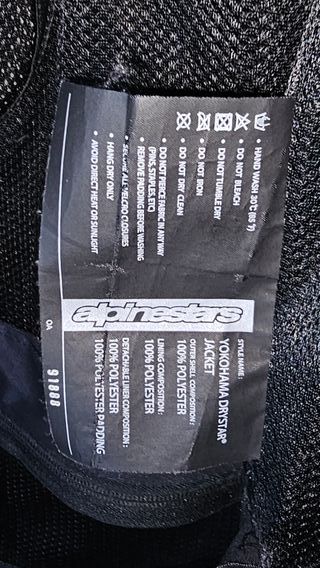 alpinestars
STYLE NAME :
YOKOHAMA DRYSTAR®
JACKET
OUTER SHELL COMPOSITION :
100% POLYESTER
LINING COMPOSITION :
100% POLYESTER
DETACHABLE LINER COMPOSITION :
100% POLYESTER
100% POLYESTER PADDING
• HAND WASH 30°C (85 °F)
• DO NOT BLEACH
• DO NOT TUMBLE DRY
• DO NOT IRON
• DO NOT DRY CLEAN
• DO NOT PIERCE FABRIC IN ANY WAY
(PINS, STAPLES, ETC)
• REMOVE PADDING BEFORE WASHING
• SECURE ALL VELCRO CLOSURES
• HANG DRY ONLY
• AVOID DIRECT HEAT OR SUNLIGHT
OA 91888